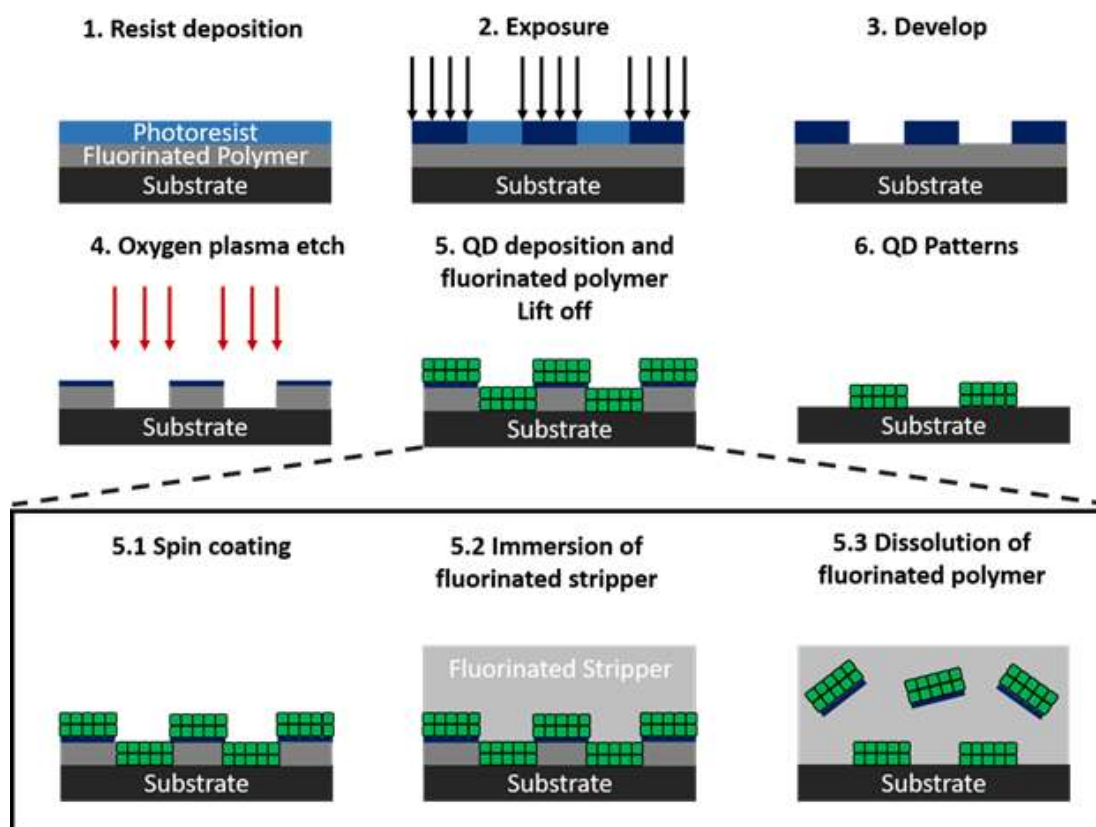 1. Resist deposition
2. Exposure
3. Develop
Photoresist
Fluorinated Polymer
Substrate
Substrate
Substrate
4. Oxygen plasma etch
5. QD deposition and
fluorinated polymer
Lift off
6. QD Patterns
Substrate
Substrate
Substrate
5.1 Spin coating
5.2 Immersion of
fluorinated stripper
5.3 Dissolution of
fluorinated polymer
Fluorinated Stripper
Substrate
Substrate
Substrate